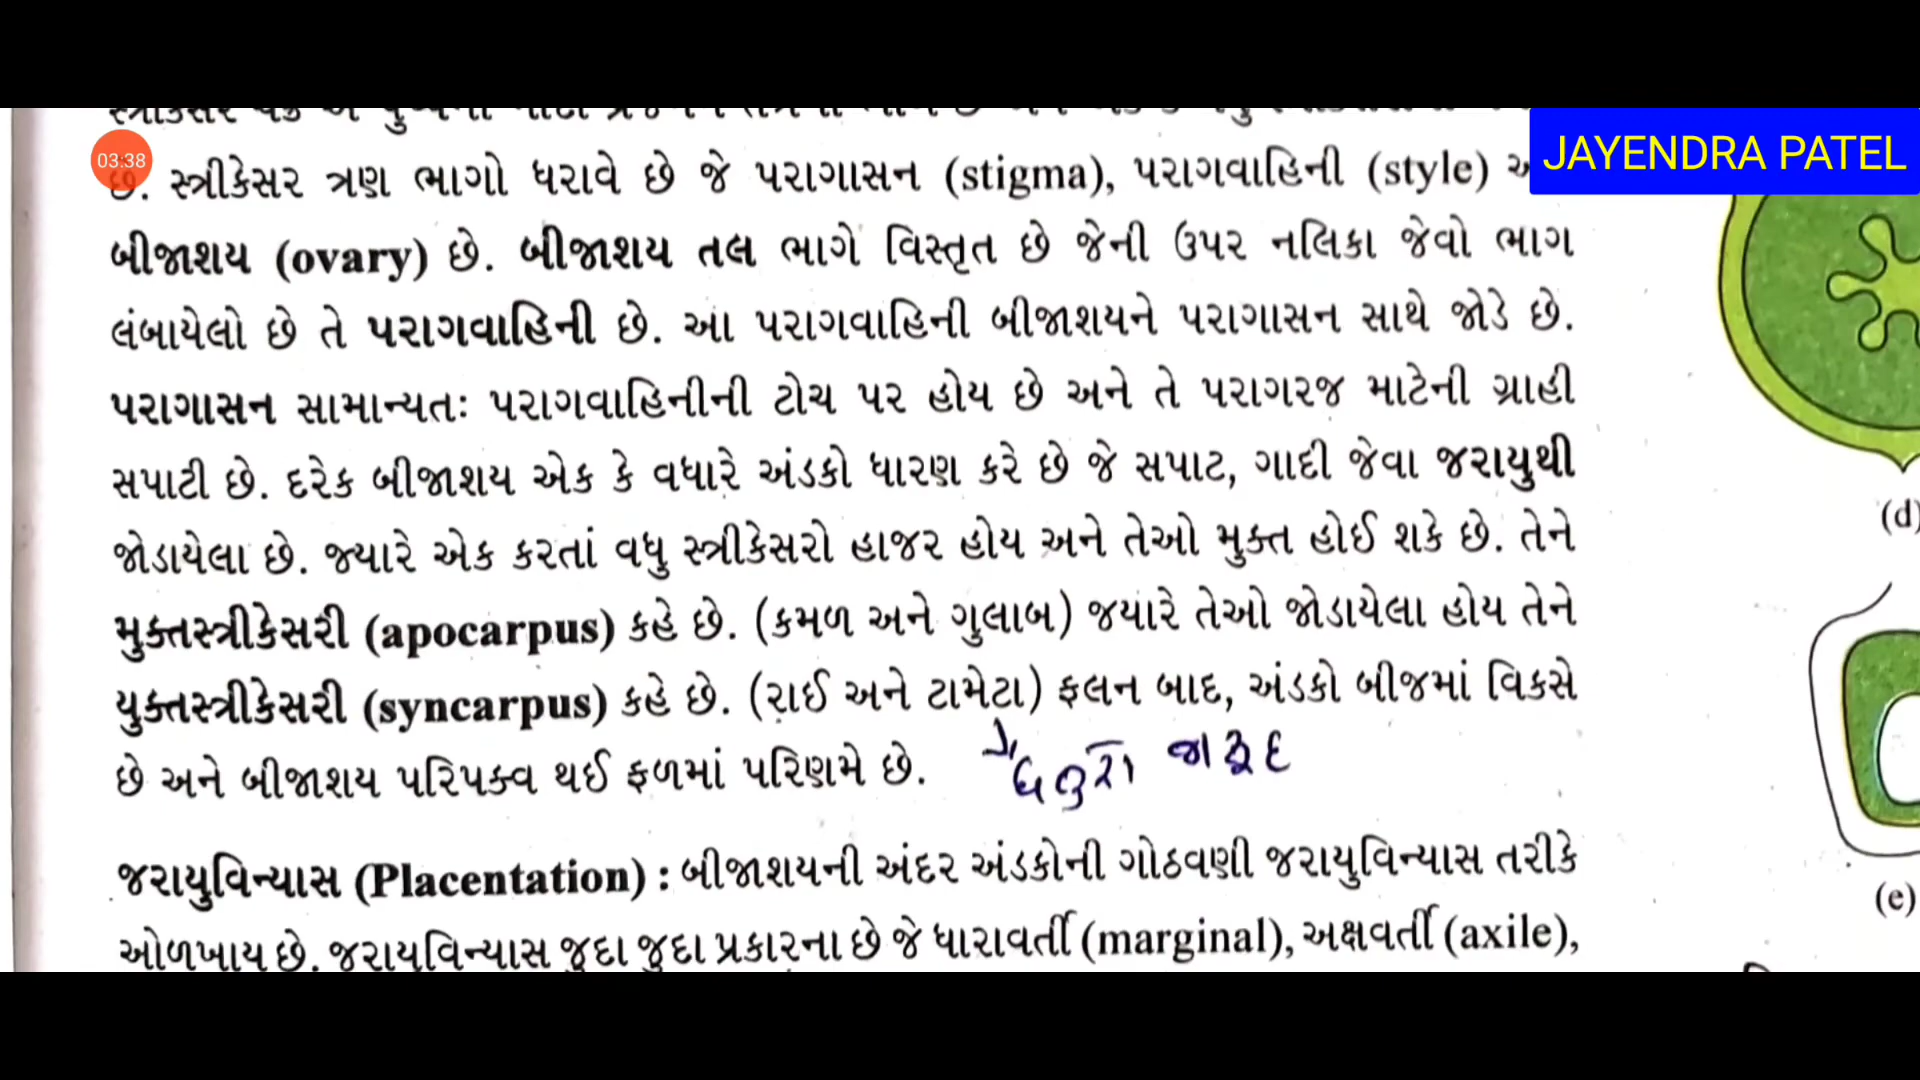 સ્ત્રીકેસર
03:38
JAYENDRA PATEL
છે. સ્ત્રીકેસર ત્રણ ભાગો ધરાવે છે જે પરાગાસન (stigma), પરાગવાહિની (style) અ
બીજાશય (ovary) છે. બીજાશય તલ ભાગે વિસ્તૃત છે જેની ઉપર નલિકા જેવો ભાગ
લંબાયેલો છે તે પરાગવાહિની છે. આ પરાગવાહિની બીજાશયને પરાગાસન સાથે જોડે છે.
પરાગાસન સામાન્યતઃ પરાગવાહિનીની ટોચ પર હોય છે અને તે પરાગરજ માટેની ગ્રાહી
સપાટી છે. દરેક બીજાશય એક કે વધારે અંડકો ધારણ કરે છે જે સપાટ, ગાદી જેવા જરાયુથી
જોડાયેલા છે. જ્યારે એક કરતાં વધુ સ્ત્રીકેસરો હાજર હોય અને તેઓ મુક્ત હોઈ શકે છે. તેને
મુક્તસ્ત્રીકેસરી (apocarpus) કહે છે. (કમળ અને ગુલાબ) જયારે તેઓ જોડાયેલા હોય તેને
યુક્તસ્ત્રીકેસરી (syncarpus) કહે છે. (રાઈ અને ટામેટા) ફલન બાદ, અંડકો બીજમાં વિકસે
છે અને બીજાશય પરિપક્વ થઈ ફળમાં પરિણમે છે.
જરાયુવિન્યાસ (Placentation) : બીજાશયની અંદર અંડકોની ગોઠવણી જરાયુવિન્યાસ તરીકે
ઓળખાય છે. જરાયુવિન્યાસ જુદા જુદા પ્રકારના છે જે ધારાવર્તી (marginal), અક્ષવર્તી (axile),
(d)
(e)